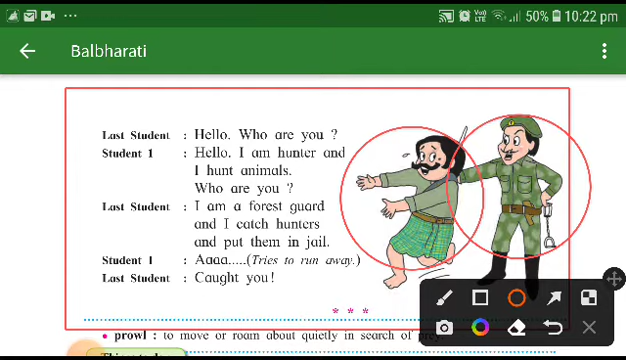 50% 10:22 pm
Balbharati
Last Student : Hello. Who are you ?
Student 1 : Hello. I am hunter and
I hunt animals.
Who are you ?
Last Student : I am a forest guard
and I catch hunters
and put them in jail.
Student 1 : Aaaa.....(Tries to run away.)
Last Student : Caught you!
* * *
• prowl : to move or roam about quietly in search of prey.